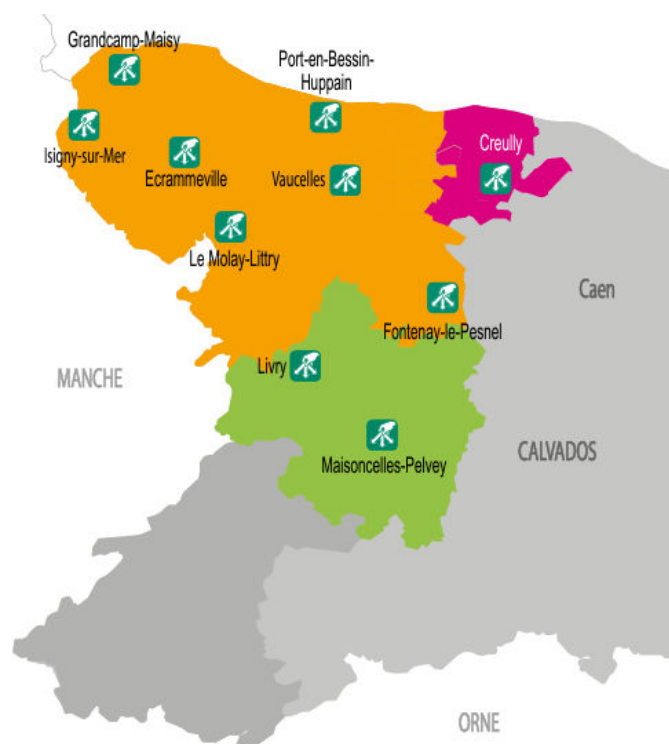 Grandcamp-Maisy
Port-en-Bessin-
Huppain
Isigny-sur-Mer
Ecrammeville
Vaucelles
Creully
Le Molay-Littry
Caen
Fontenay-le-Pesnel
Livry
MANCHE
Maisoncelles-Pelvey
CALVADOS
ORNE